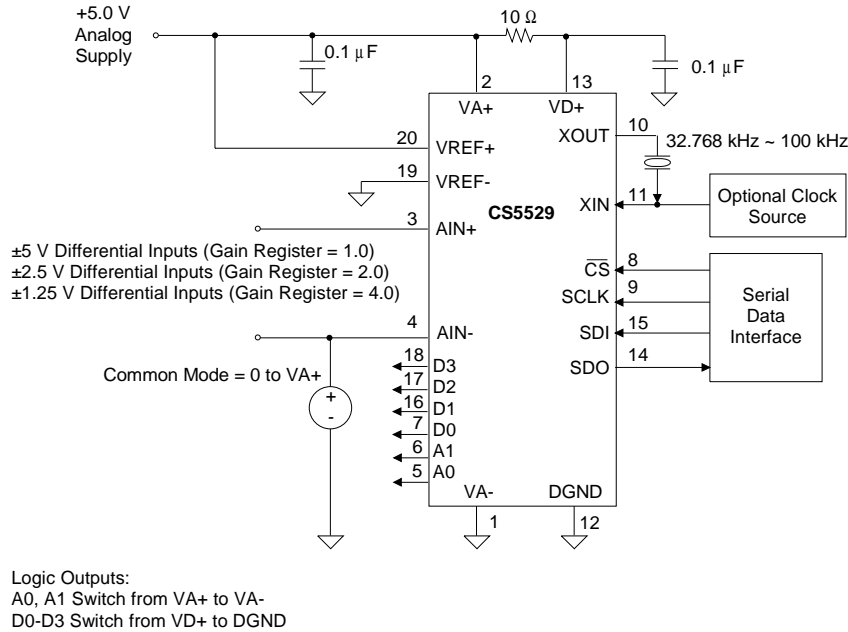 +5.0 V
Analog
Supply
10 Ω
0.1 µF
0.1 µF
2
13
VA+
VD+
10
XOUT
32.768 kHz ~ 100 kHz
20
VREF+
19
VREF-
CS5529
11
XIN
Optional Clock
Source
3
AIN+
±5 V Differential Inputs (Gain Register = 1.0)
±2.5 V Differential Inputs (Gain Register = 2.0)
±1.25 V Differential Inputs (Gain Register = 4.0)
CS
8
SCLK
9
SDI
15
SDO
14
Serial
Data
Interface
4
AIN-
Common Mode = 0 to VA+
+
-
18
D3
17
D2
16
D1
7
D0
6
A1
5
A0
VA-
DGND
1
12
Logic Outputs:
A0, A1 Switch from VA+ to VA-
D0-D3 Switch from VD+ to DGND